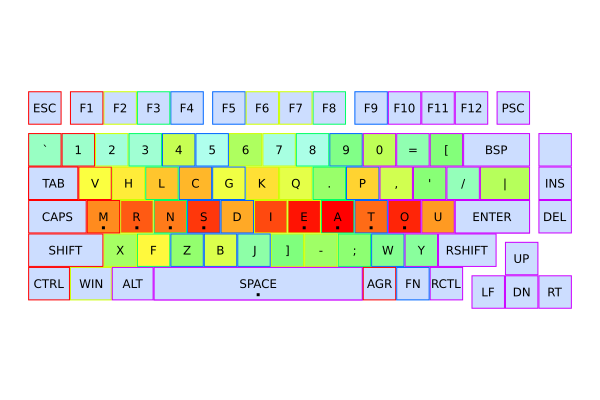 ESC F1 F2 F3 F4 F5 F6 F7 F8 F9 F10 F11 F12 PSC
` 1 2 3 4 5 6 7 8 9 0 = [ BSP
TAB V H L C G K Q . P , ' / | INS
CAPS M R N S D I E A T O U ENTER DEL
SHIFT X F Z B J ] - ; W Y RSHIFT UP
CTRL WIN ALT SPACE AGR FN RCTL LF DN RT